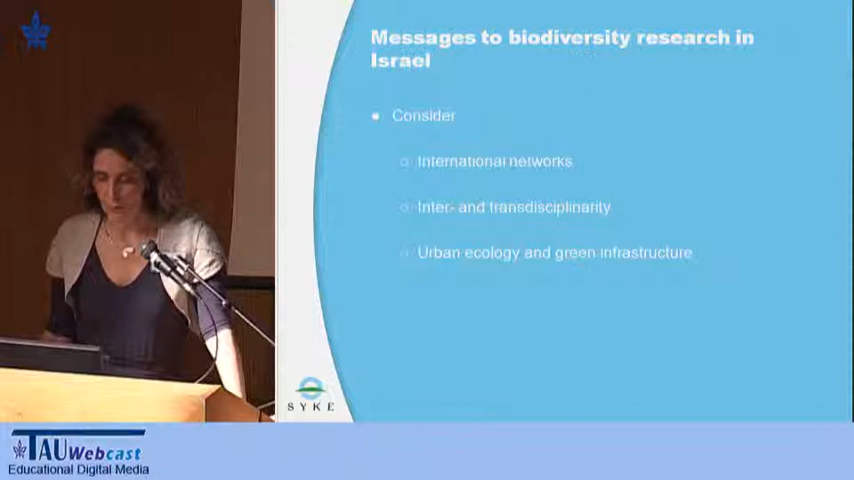 Messages to biodiversity research in
Israel
Consider
International networks
Inter- and transdisciplinarity
Urban ecology and green infrastructure
SYKE
TAUWebcast
Educational Digital Media